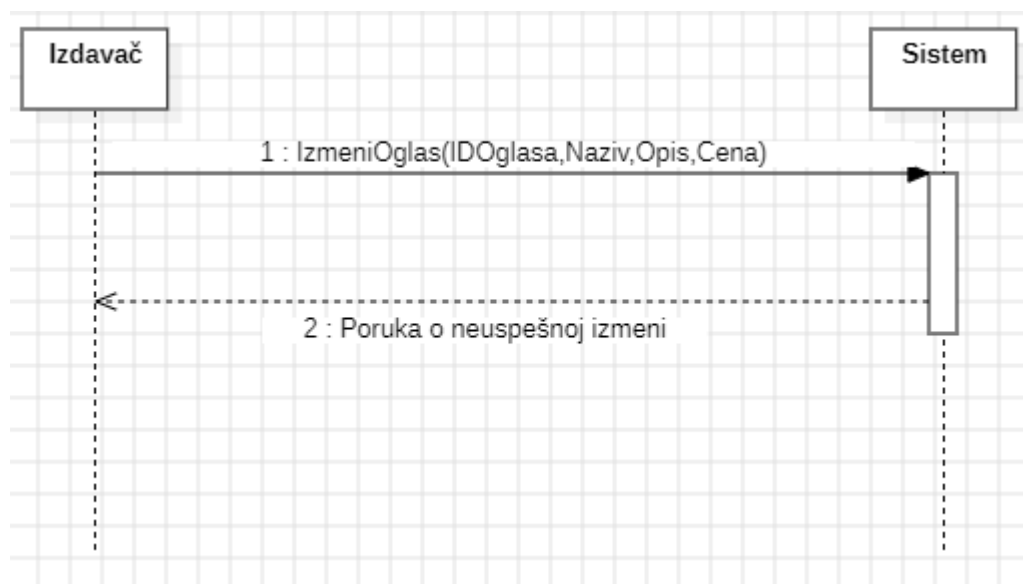 Izdavač
Sistem
1 : IzmeniOglas(IDOglasa,Naziv,Opis,Cena)
2 : Poruka o neuspešnoj izmeni